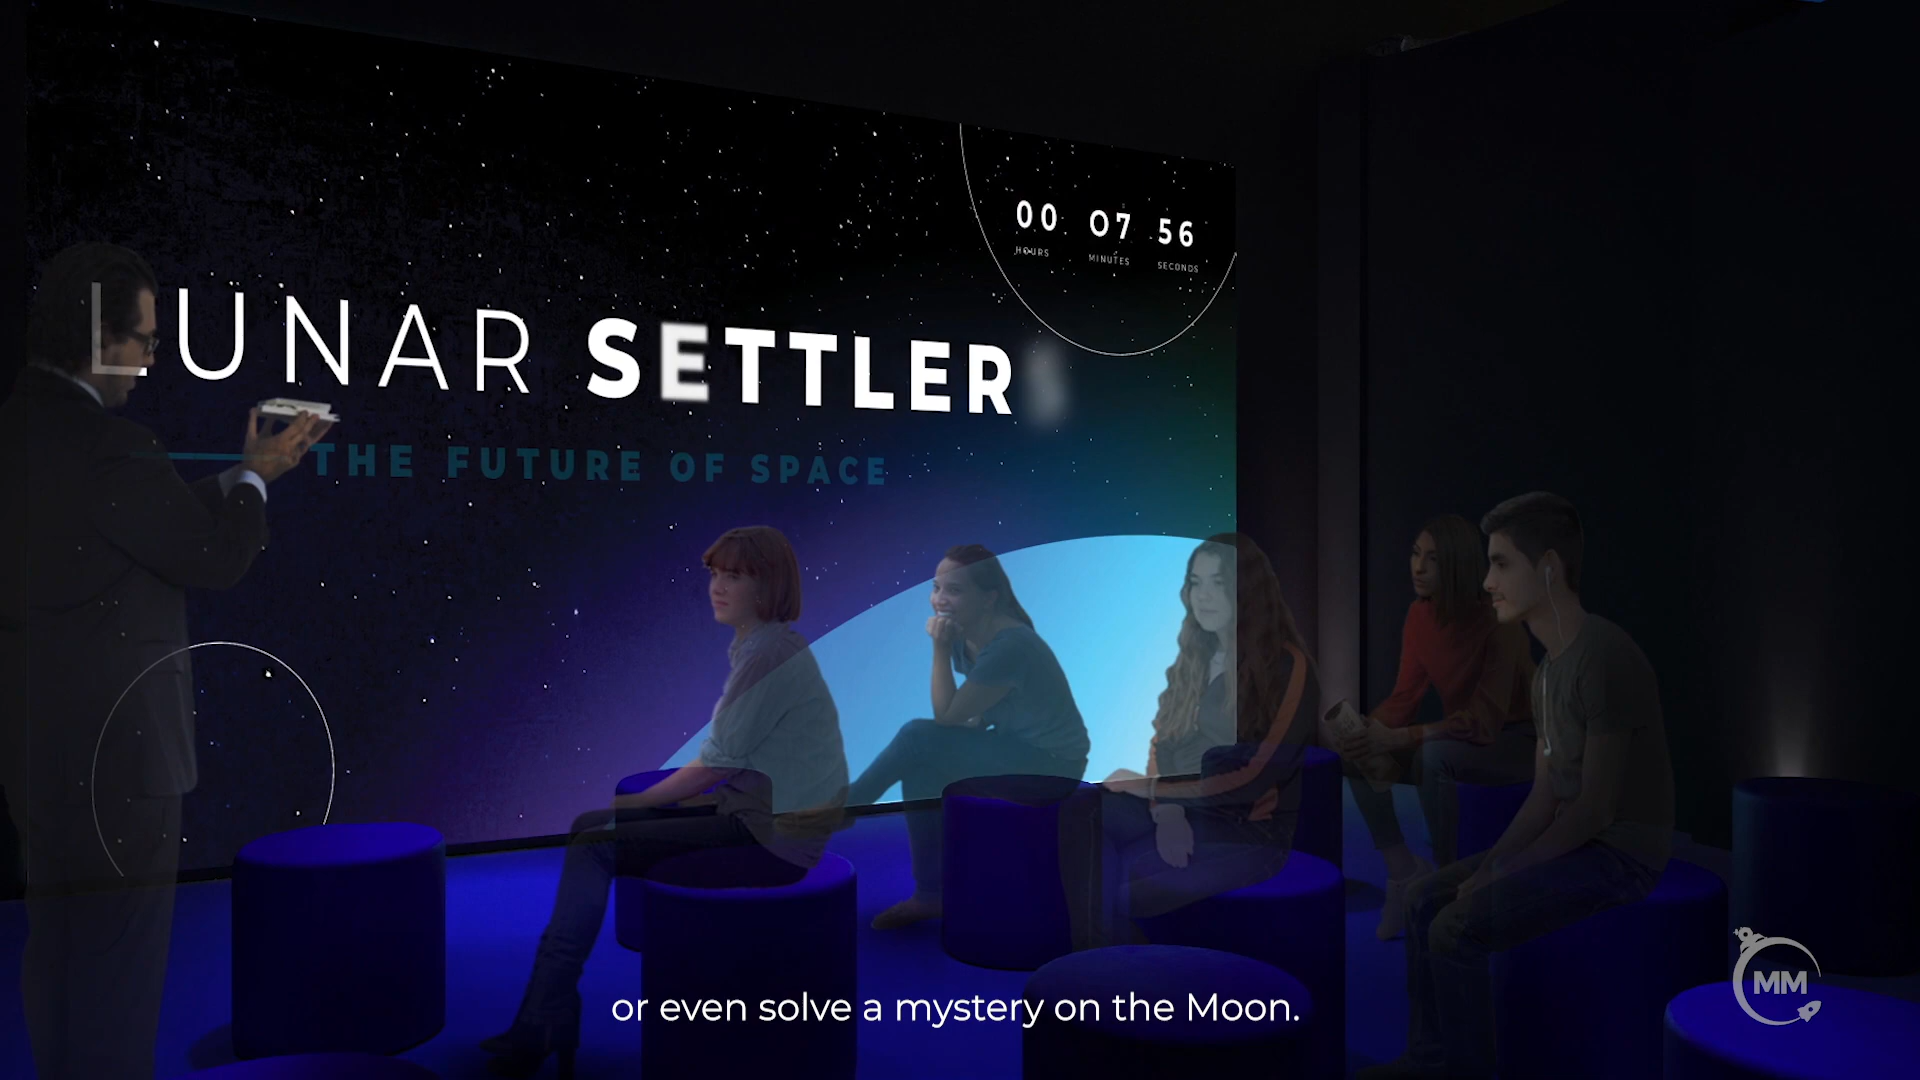 00 07 56
HOURS MINUTES SECONDS
LUNAR SETTLER
THE FUTURE OF SPACE
or even solve a mystery on the Moon.
MM